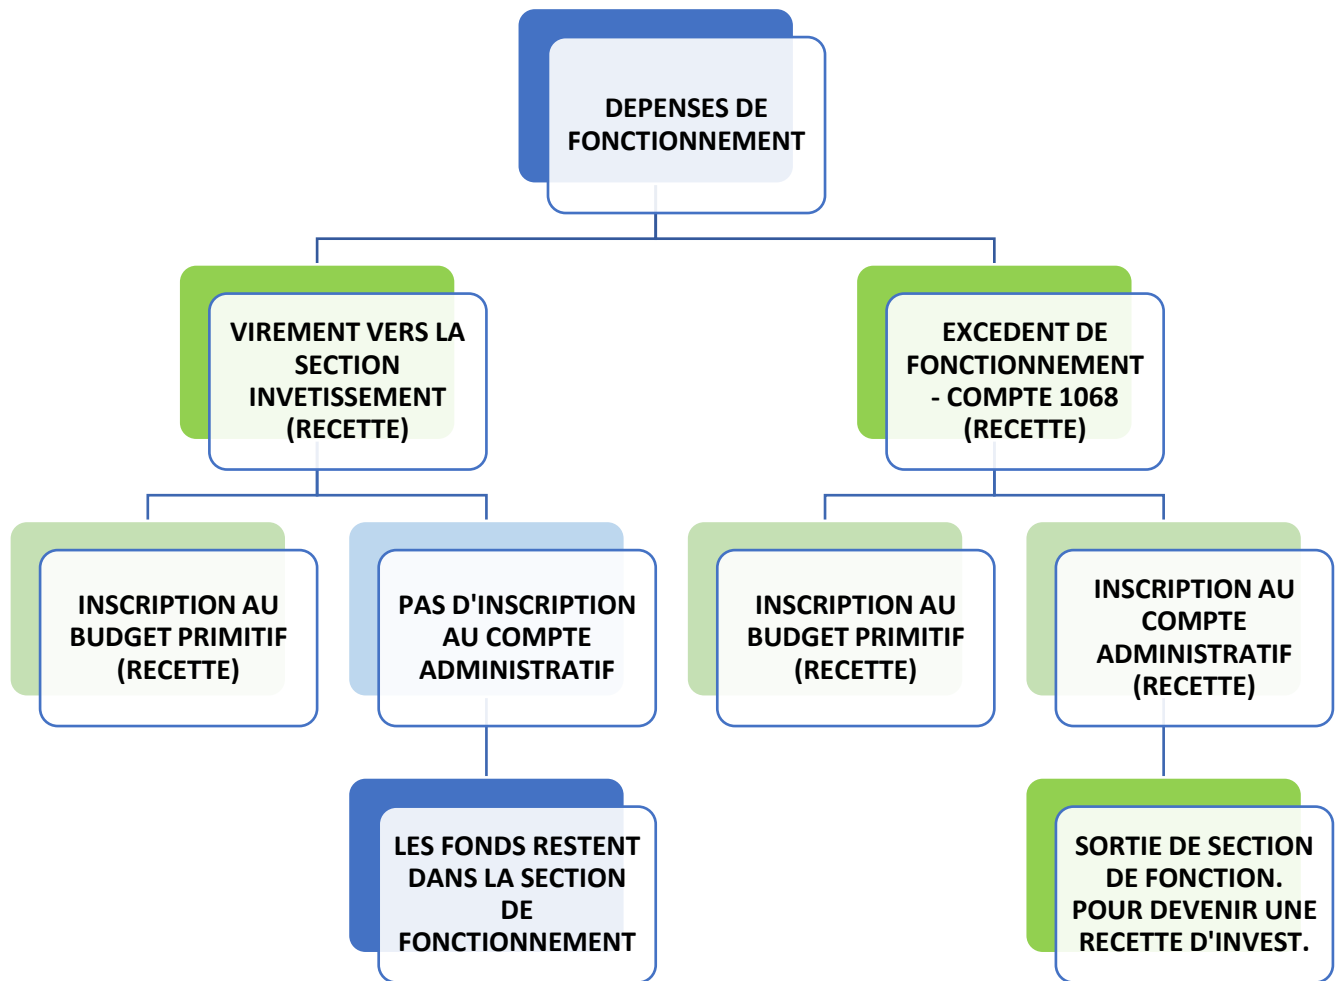 DEPENSES DE
FONCTIONNEMENT
VIREMENT VERS LA
SECTION
INVETISSEMENT
(RECETTE)
EXCEDENT DE
FONCTIONNEMENT
- COMPTE 1068
(RECETTE)
INSCRIPTION AU
BUDGET PRIMITIF
(RECETTE)
PAS D'INSCRIPTION
AU COMPTE
ADMINISTRATIF
INSCRIPTION AU
BUDGET PRIMITIF
(RECETTE)
INSCRIPTION AU
COMPTE
ADMINISTRATIF
(RECETTE)
LES FONDS RESTENT
DANS LA SECTION
DE
FONCTIONNEMENT
SORTIE DE SECTION
DE FONCTION.
POUR DEVENIR UNE
RECETTE D'INVEST.